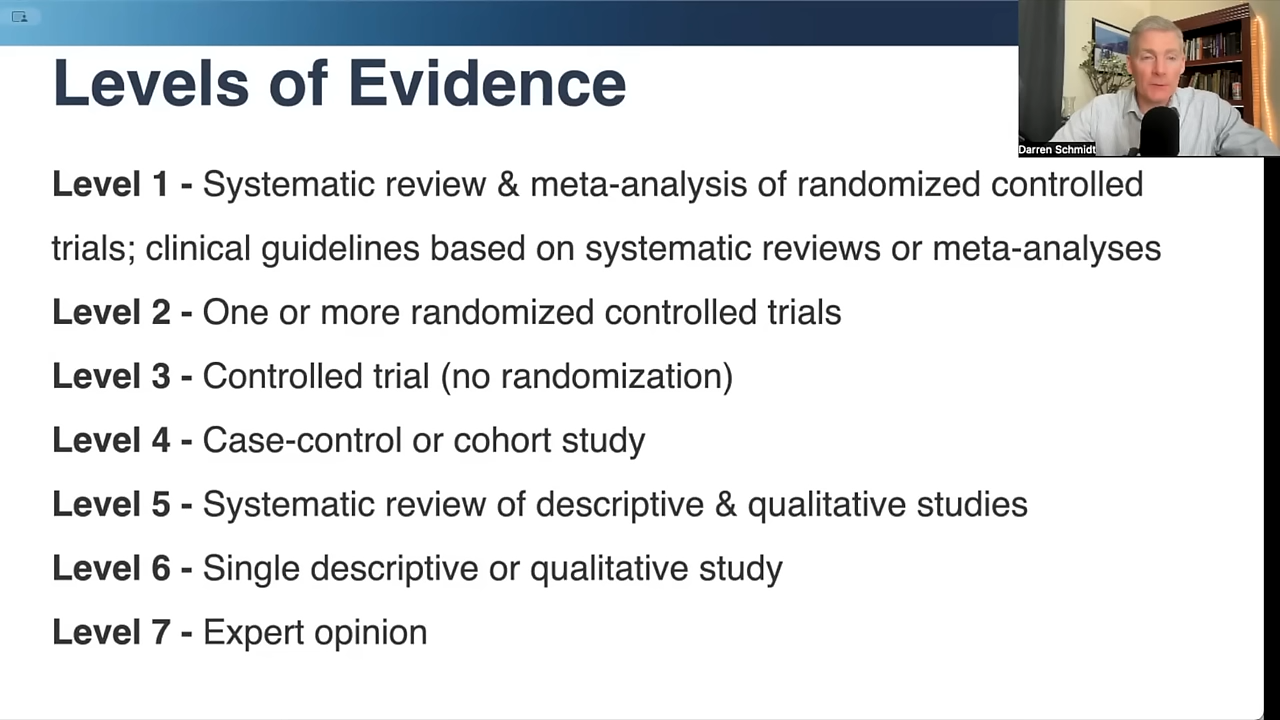 Levels of Evidence
Darren Schmidt
Level 1 - Systematic review & meta-analysis of randomized controlled
trials; clinical guidelines based on systematic reviews or meta-analyses
Level 2 - One or more randomized controlled trials
Level 3 - Controlled trial (no randomization)
Level 4 - Case-control or cohort study
Level 5 - Systematic review of descriptive & qualitative studies
Level 6 - Single descriptive or qualitative study
Level 7 - Expert opinion